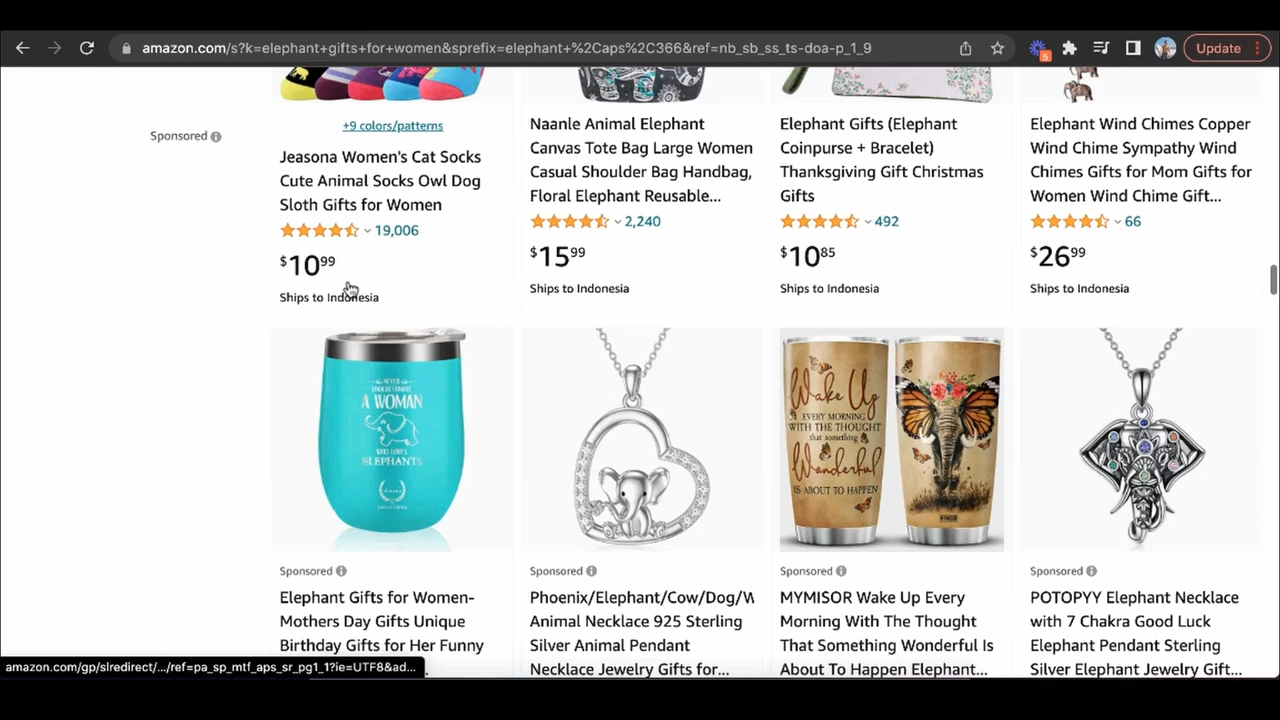 amazon.com/s?k=elephant+gifts+for+women&sprefix=elephant+%2Caps%2C366&ref=nb_sb_ss_ts-doa-p_1_9
6
Update
Sponsored
+9 colors/patterns
Jeasona Women's Cat Socks
Cute Animal Socks Owl Dog
Sloth Gifts for Women
19,006
$10 99
Ships to Indonesia
Naanle Animal Elephant
Canvas Tote Bag Large Women
Casual Shoulder Bag Handbag,
Floral Elephant Reusable...
2,240
$15 99
Ships to Indonesia
Elephant Gifts (Elephant
Coinpurse + Bracelet)
Thanksgiving Gift Christmas
Gifts
492
$10 85
Ships to Indonesia
Elephant Wind Chimes Copper
Wind Chime Sympathy Wind
Chimes Gifts for Mom Gifts for
Women Wind Chime Gift...
66
$26 99
Ships to Indonesia
NEVER
UNDERESTIMATE
A WOMAN
WHO LOVES
ELEPHANTS
Wake Up
EVERY MORNING
WITH THE THOUGHT
that something
Wonderful
IS ABOUT TO HAPPEN
MYMISOR
Sponsored
Elephant Gifts for Women-
Mothers Day Gifts Unique
Birthday Gifts for Her Funny
Sponsored
Phoenix/Elephant/Cow/Dog/W
Animal Necklace 925 Sterling
Silver Animal Pendant
Necklace Jewelry Gifts for...
Sponsored
MYMISOR Wake Up Every
Morning With The Thought
That Something Wonderful Is
About To Happen Elephant...
Sponsored
POTOPYY Elephant Necklace
with 7 Chakra Good Luck
Elephant Pendant Sterling
Silver Elephant Jewelry Gift...
amazon.com/gp/slredirect/.../ref=pa_sp_mtf_aps_sr_pg1_1?ie=UTF8&ad...